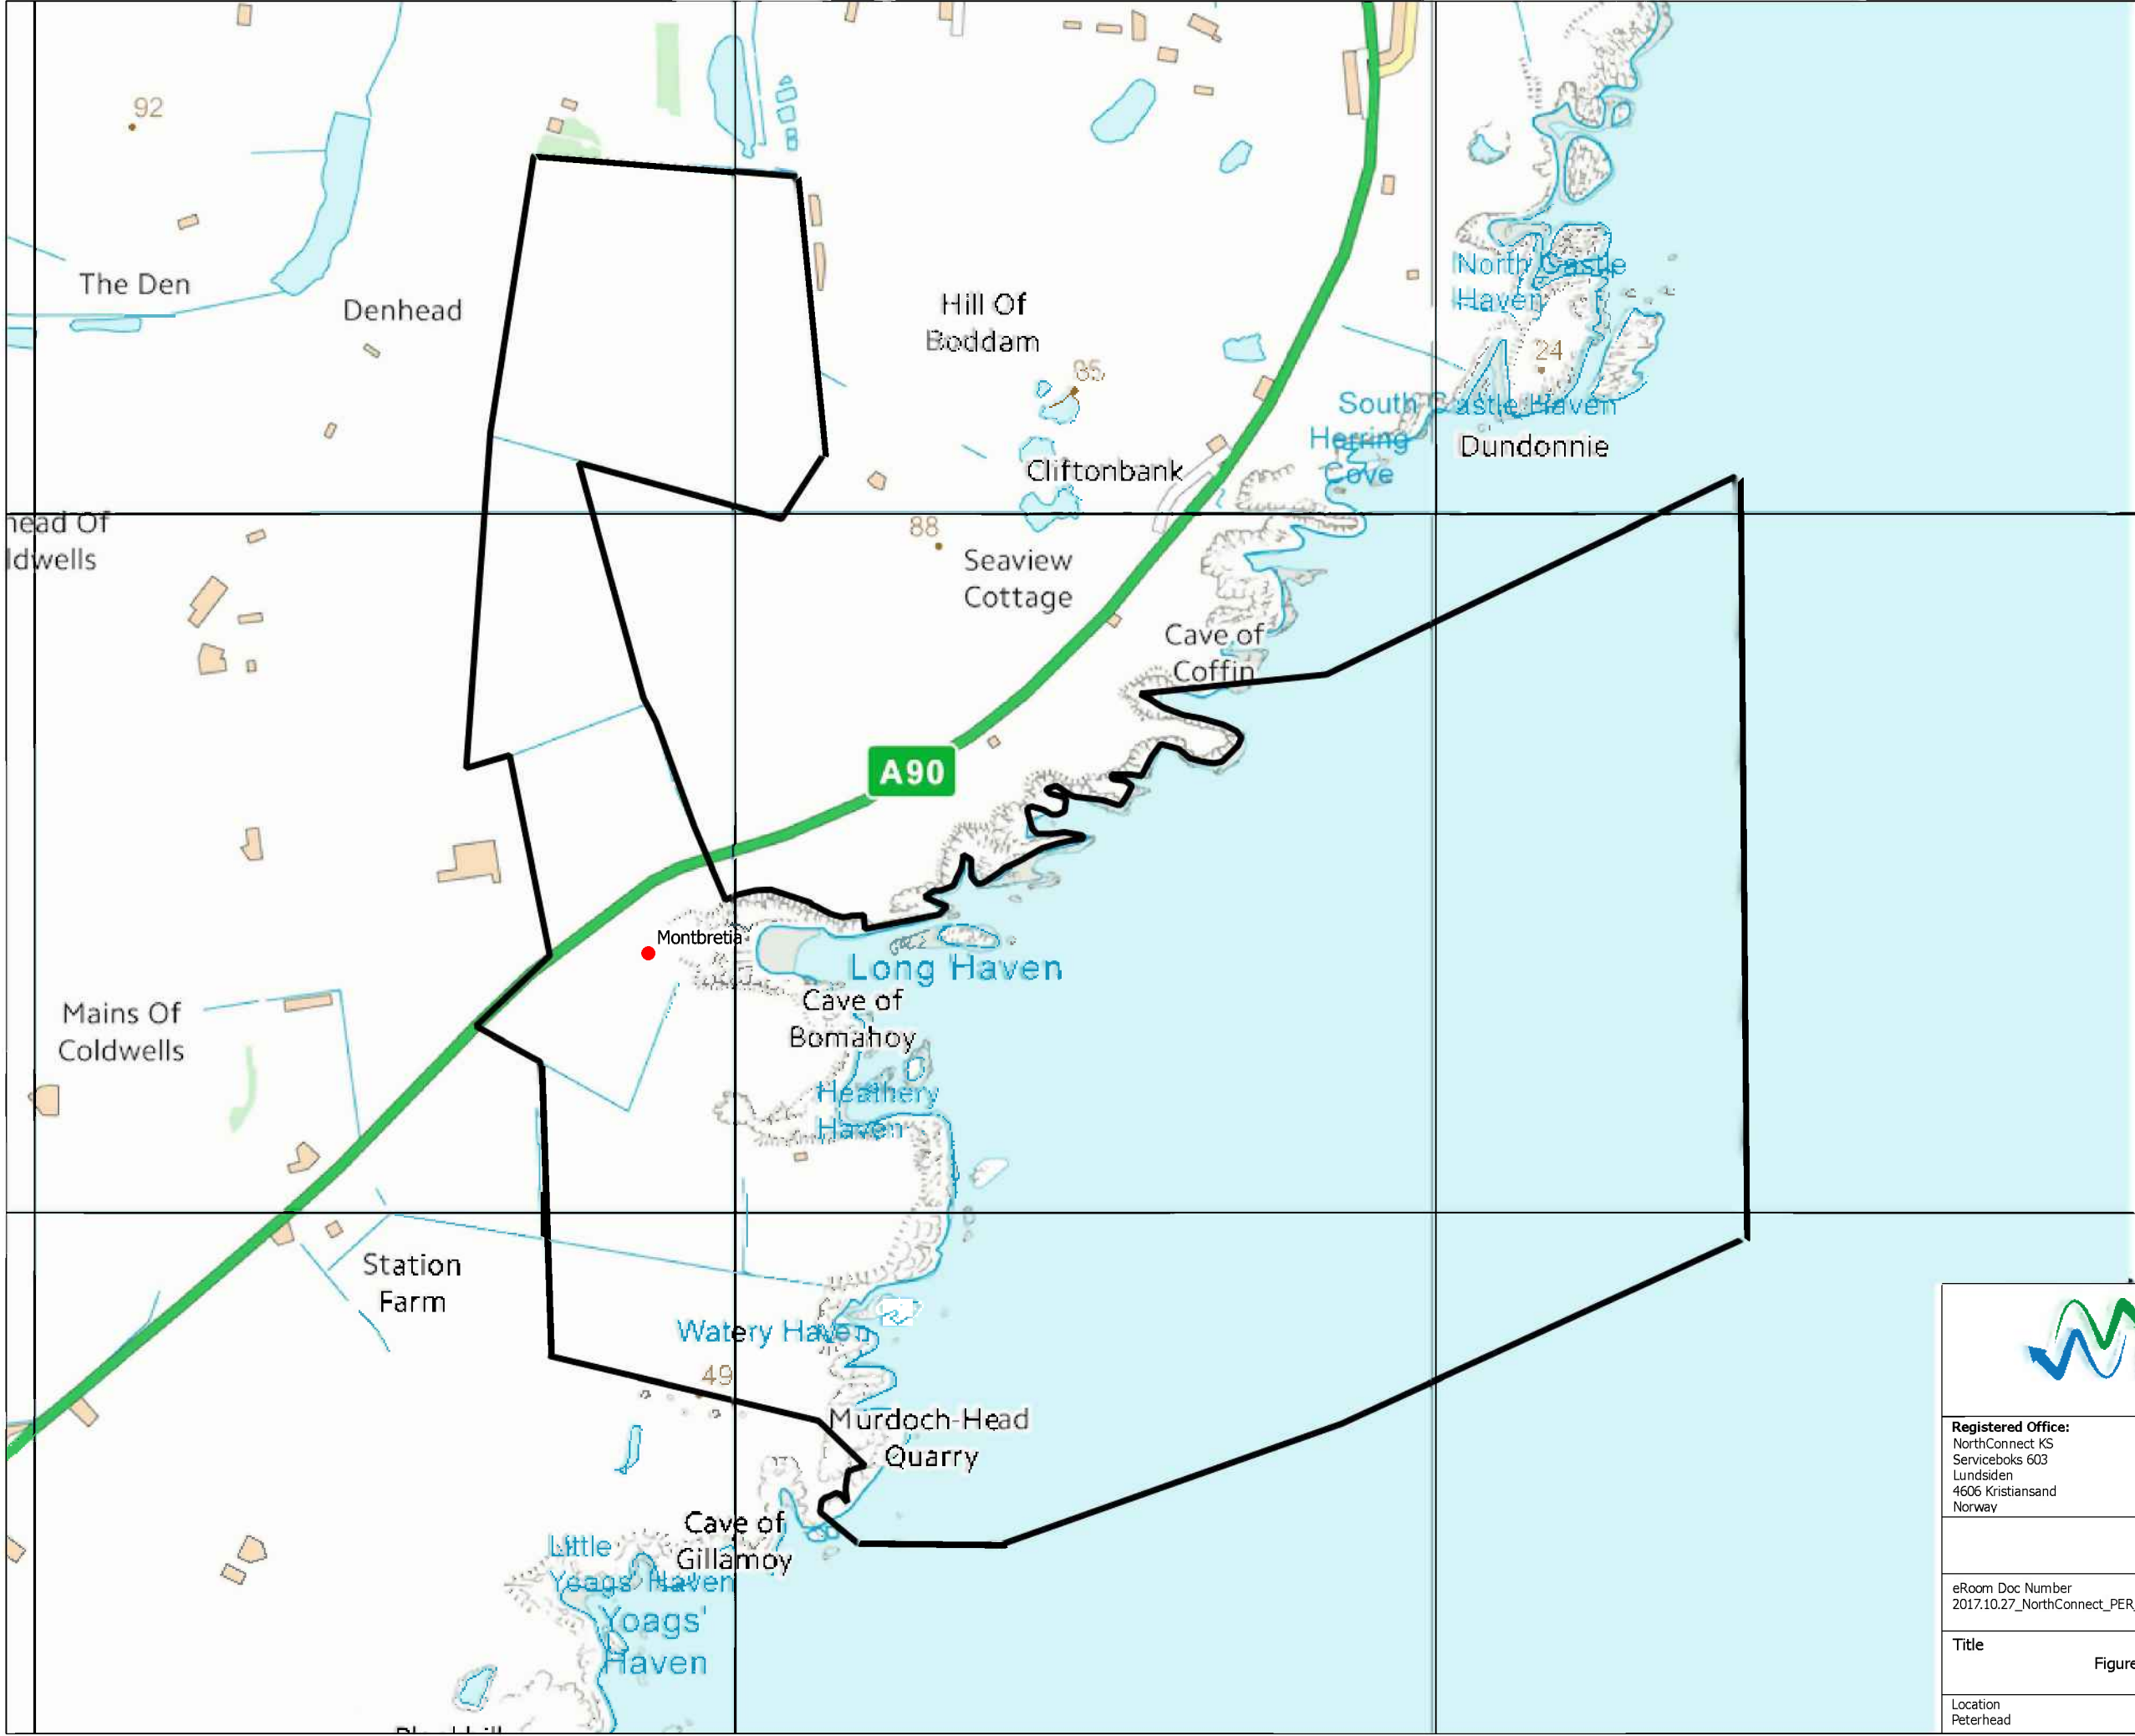 92
The Den
Denhead
Hill Of
Boddam
85
North Castle
Haven
24
South Castle Haven
Herring
Cove
Dundonnie
Cliftonbank
88
Seaview
Cottage
head Of
ldwells
Cave of
Coffin
A90
Montbretia
Long Haven
Cave of
Bomahoy
Mains Of
Coldwells
Heathery
Haven
Station
Farm
Watery Haven
49
Murdoch-Head
Quarry
Cave of
Gillamoy
Little
Yoags' Haven
Yoags'
Haven
Registered Office:
NorthConnect KS
Serviceboks 603
Lundsiden
4606 Kristiansand
Norway
eRoom Doc Number
2017.10.27_NorthConnect_PER_
Title
Figure
Location
Peterhead